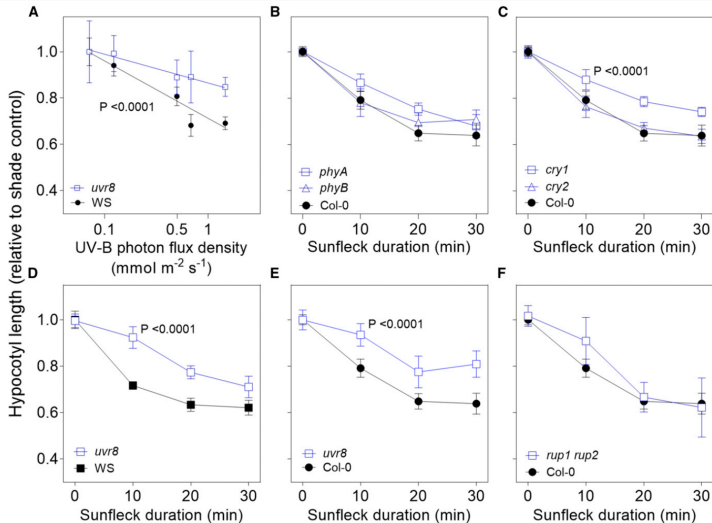 A
B
C
Hypocotyl length (relative to shade control)
1.0
0.8
0.6
0.4
P <0.0001
uvr8
WS
0.1
0.5
1
UV-B photon flux density
(mmol m⁻² s⁻¹)
phyA
phyB
Col-0
0
10
20
30
Sunfleck duration (min)
P <0.0001
cry1
cry2
Col-0
0
10
20
30
Sunfleck duration (min)
D
E
F
1.0
0.8
0.6
0.4
P <0.0001
uvr8
WS
0
10
20
30
Sunfleck duration (min)
P <0.0001
uvr8
Col-0
0
10
20
30
Sunfleck duration (min)
rup1 rup2
Col-0
0
10
20
30
Sunfleck duration (min)